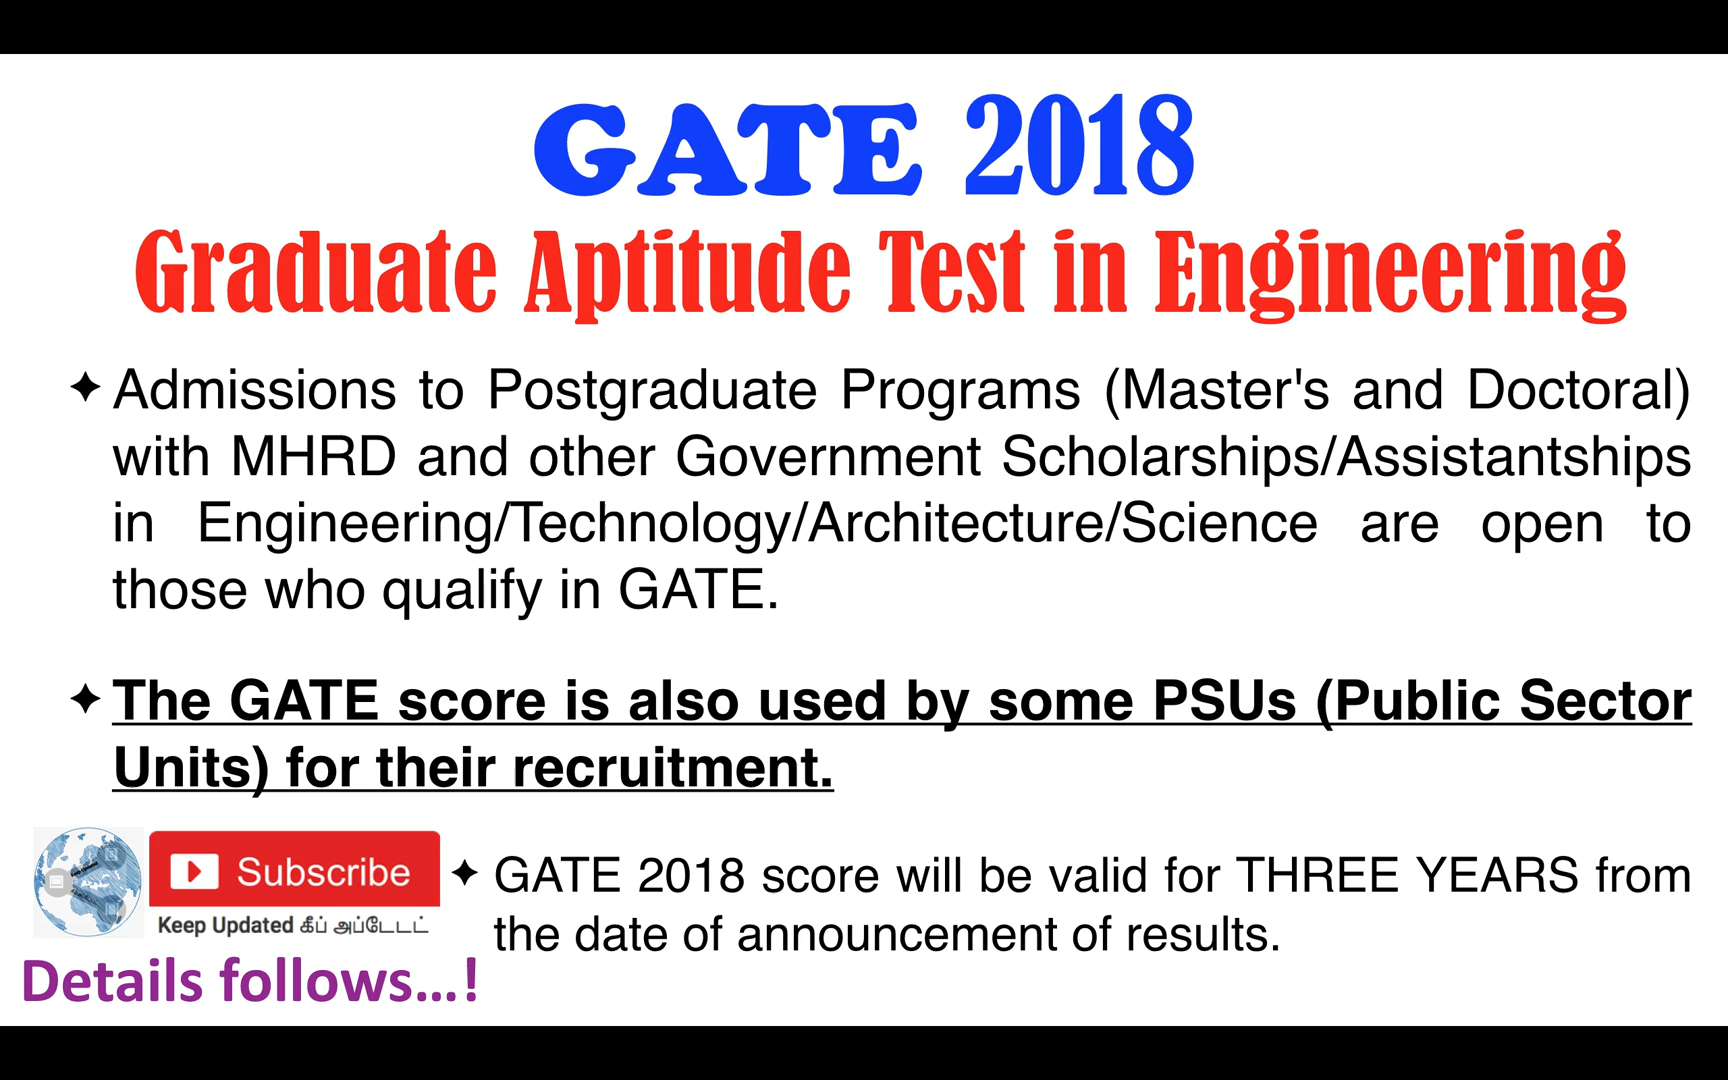 GATE 2018
Graduate Aptitude Test in Engineering
✦ Admissions to Postgraduate Programs (Master's and Doctoral)
with MHRD and other Government Scholarships/Assistantships
in Engineering/Technology/Architecture/Science are open to
those who qualify in GATE.
✦ The GATE score is also used by some PSUs (Public Sector
Units) for their recruitment.
Subscribe
Keep Updated கீப் அப்டேடட்
✦ GATE 2018 score will be valid for THREE YEARS from
the date of announcement of results.
Details follows...!